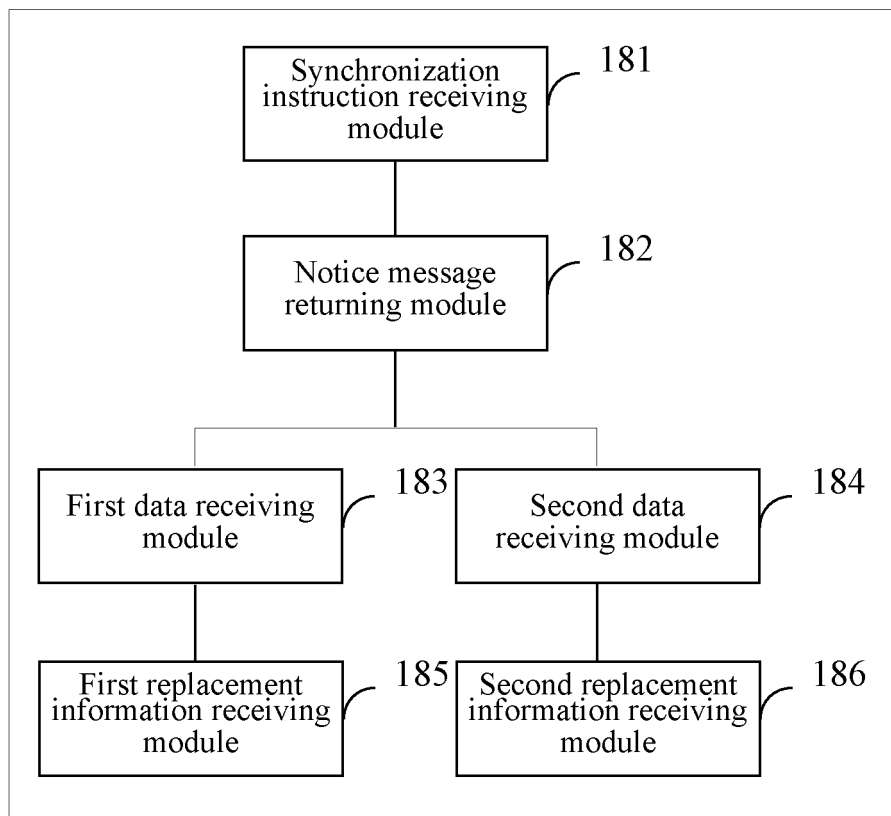 Synchronization
instruction receiving
module
181
Notice message
returning module
182
First data receiving
module
183
Second data
receiving module
184
First replacement
information receiving
module
185
Second replacement
information receiving
module
186